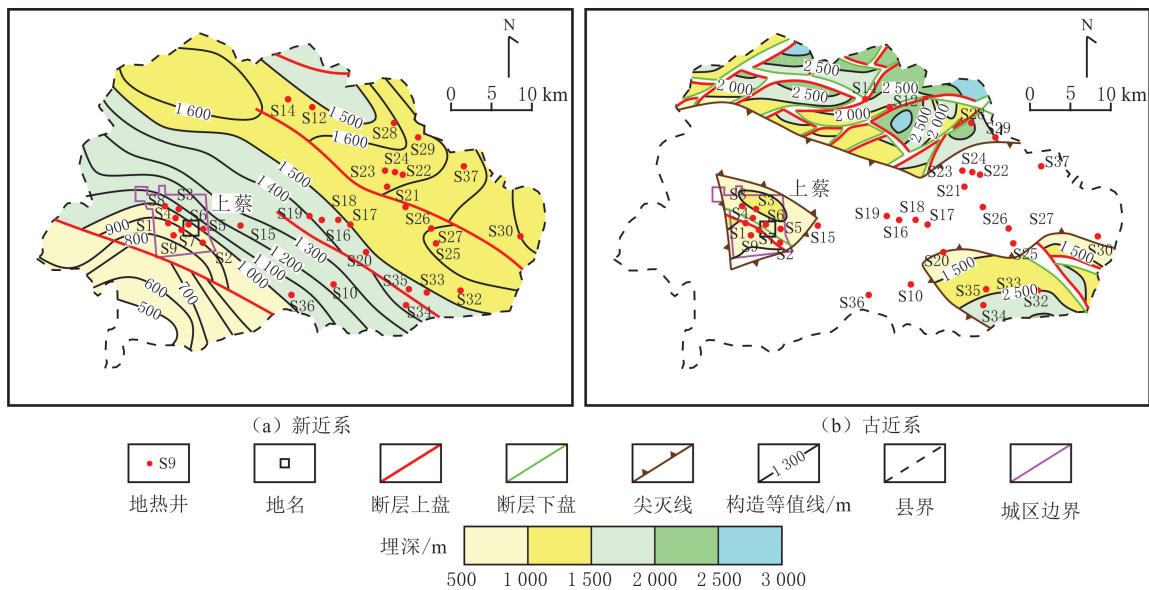 N
0 10 km
1 600
S14
S12
1 500
1 600
S28
S29
S24
S23
S22
S37
S21
1 500
1 400
S3
上蔡
S8
S4
S6
S1
S5
S7
S9
S2
S15
S19
S18
S17
S16
S26
S27
S25
S30
S20
900
800
1 300
1 200
1 100
1 000
700
600
500
S36
S10
S35
S33
S32
S34
(a) 新近系
N
0 10 km
2 500
2 000
2 500
S14
2 500
S12
2 000
2 500
2 000
S28
S29
S24
S23
S22
S37
S21
上蔡
S8
S3
S4
S6
S1
S5
S7
S9
S2
S15
S19
S18
S17
S16
S26
S27
S25
S30
1 500
S20
1 500
S36
S10
S35
S33
2 500
S32
S34
(b) 古近系
S9
1 300
地热井
地名
断层上盘
断层下盘
尖灭线
构造等值线/m
县界
城区边界
埋深/m
500 1 000 1 500 2 000 2 500 3 000